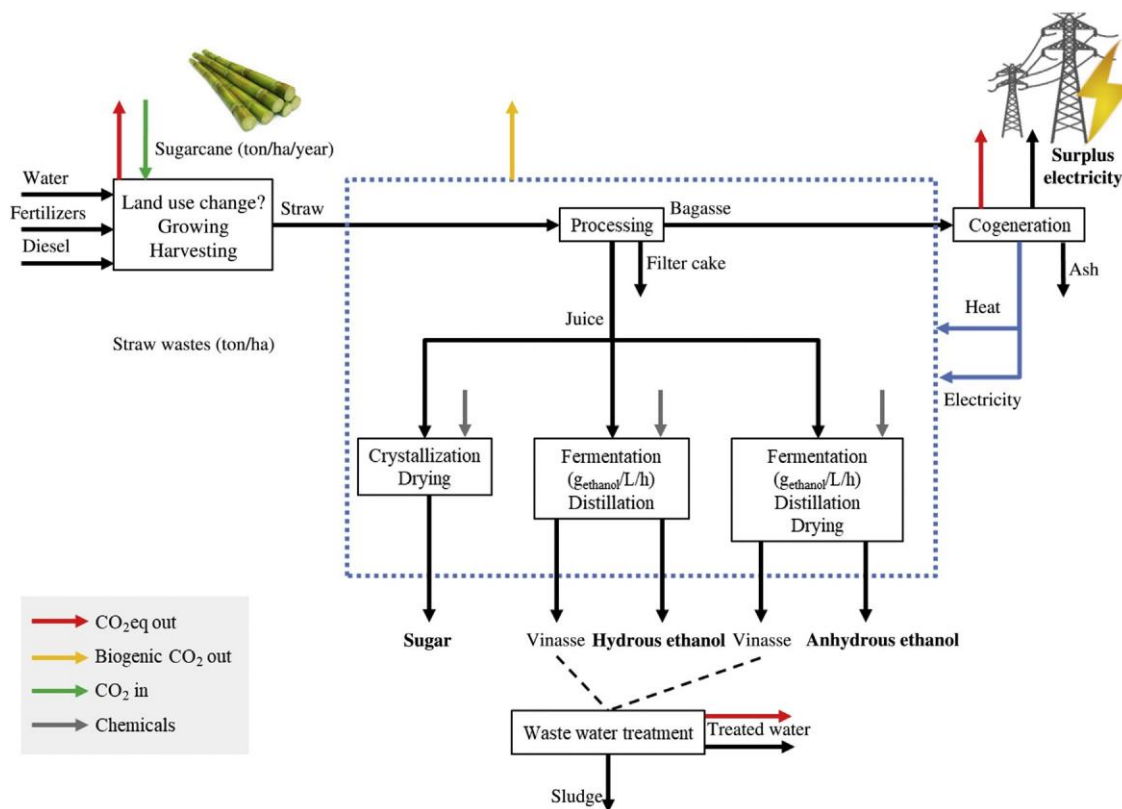 Sugarcane (ton/ha/year)
Surplus
electricity
Water
Fertilizers
Diesel
Land use change?
Growing
Harvesting
Straw
Processing
Bagasse
Cogeneration
Filter cake
Ash
Juice
Heat
Straw wastes (ton/ha)
Electricity
Crystallization
Drying
Fermentation
(gethanol/L/h)
Distillation
Fermentation
(gethanol/L/h)
Distillation
Drying
Sugar
Vinasse
Hydrous ethanol
Vinasse
Anhydrous ethanol
CO2eq out
Biogenic CO2 out
CO2 in
Chemicals
Waste water treatment
Treated water
Sludge